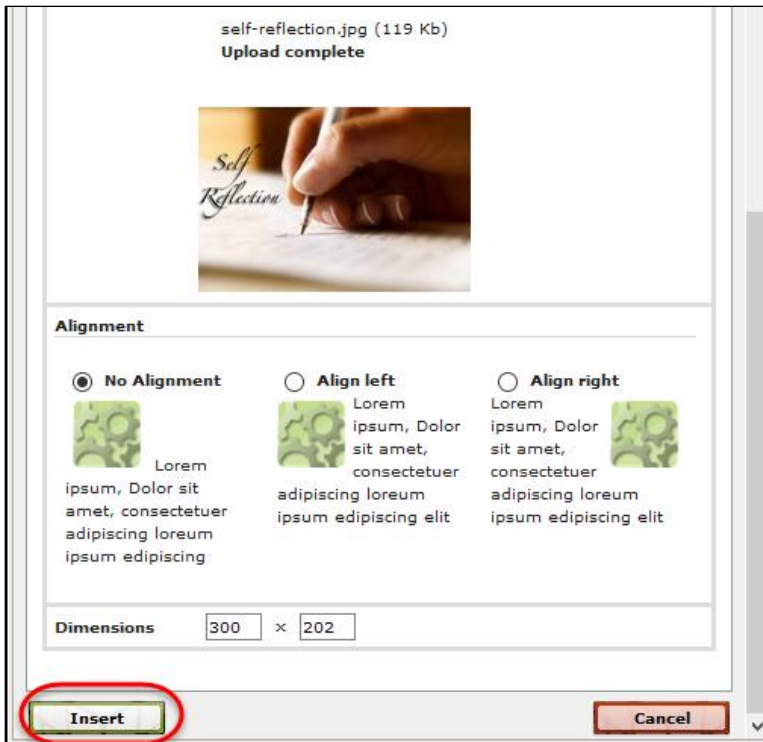 self-reflection.jpg (119 Kb)
Upload complete
Self
Reflection
Alignment
No Alignment
Lorem
ipsum, Dolor sit
amet, consectetuer
adipiscing loreum
ipsum edipiscing
Align left
Lorem
ipsum, Dolor
sit amet,
consectetuer
adipiscing loreum
ipsum edipiscing elit
Align right
Lorem
ipsum, Dolor
sit amet,
consectetuer
adipiscing loreum
ipsum edipiscing elit
Dimensions 300 x 202
Insert Cancel